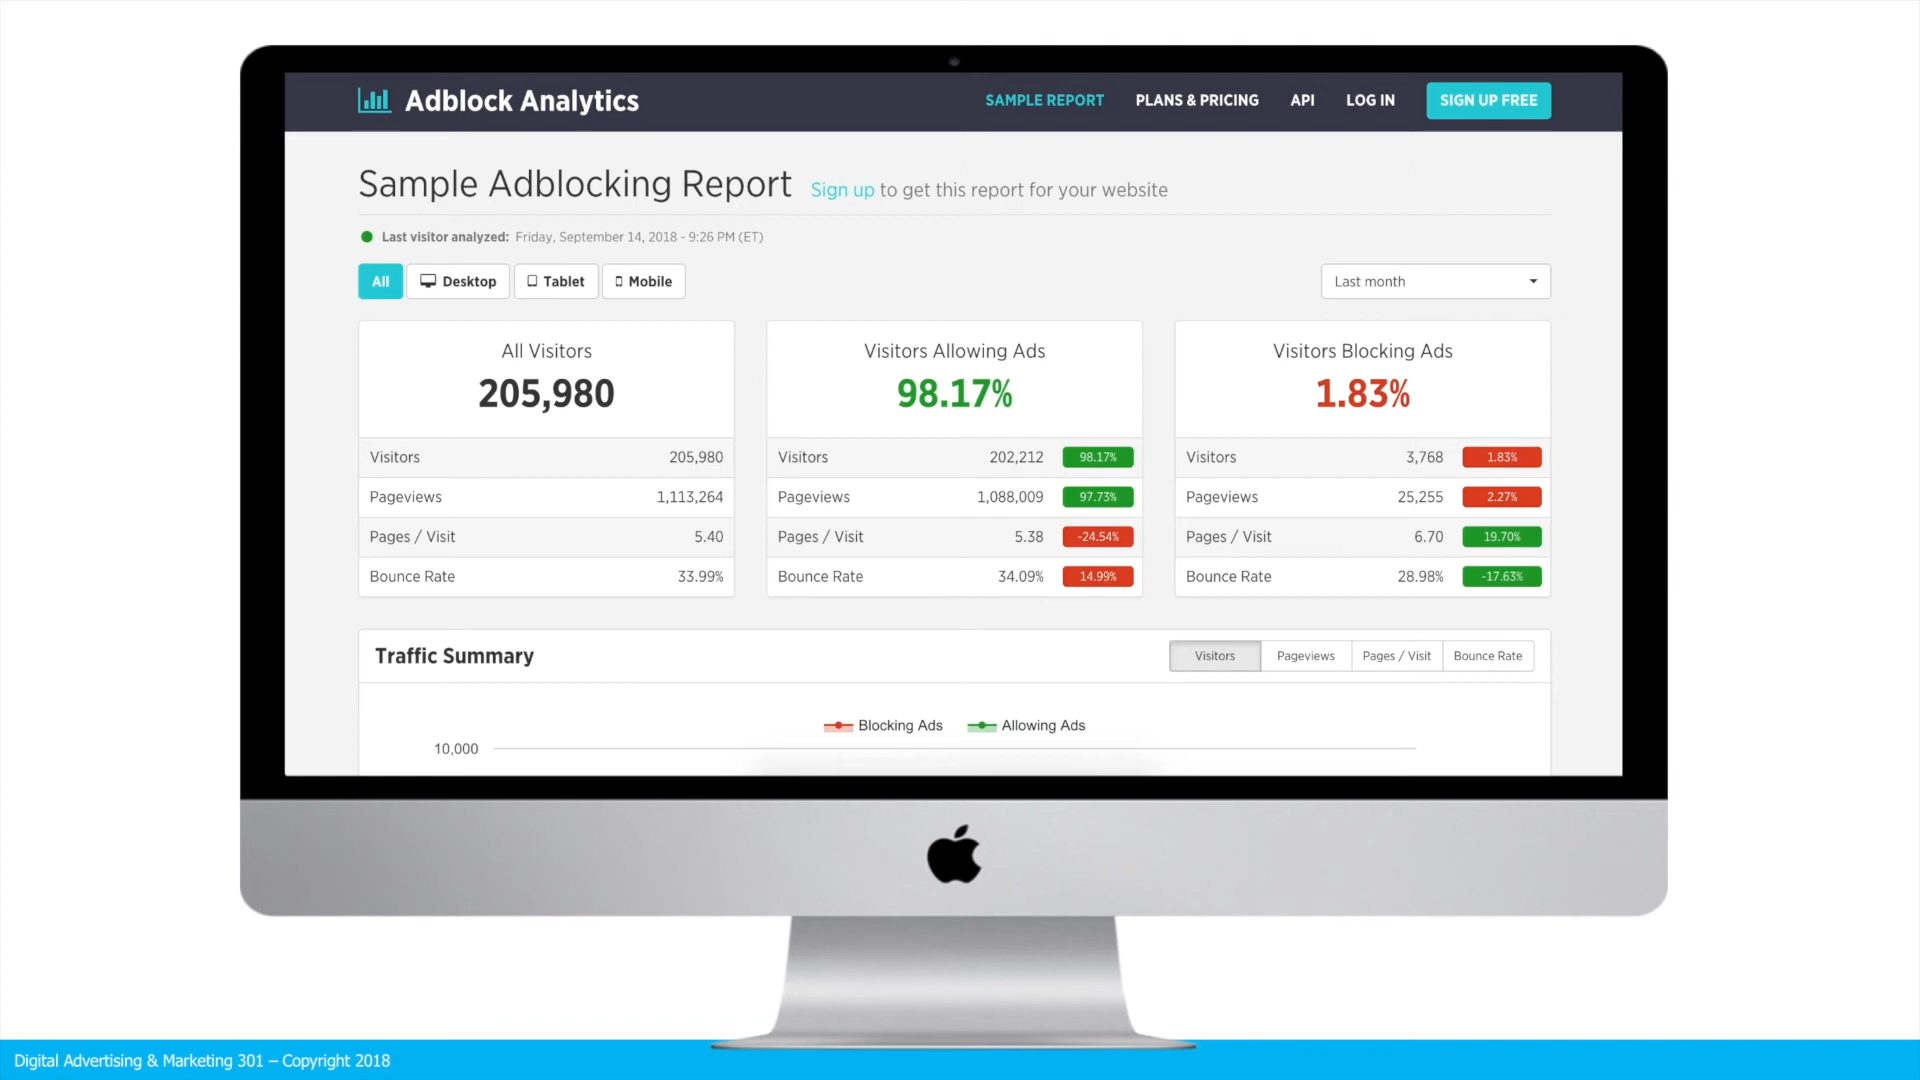 Adblock Analytics
SAMPLE REPORT PLANS & PRICING API LOG IN SIGN UP FREE
Sample Adblocking Report Sign up to get this report for your website
Last visitor analyzed: Friday, September 14, 2018 - 9:26 PM (ET)
All Desktop Tablet Mobile Last month
All Visitors
205,980
Visitors 205,980
Pageviews 1,113,264
Pages / Visit 5.40
Bounce Rate 33.99%
Visitors Allowing Ads
98.17%
Visitors 202,212 98.17%
Pageviews 1,088,009 97.73%
Pages / Visit 5.38 -24.54%
Bounce Rate 34.09% 14.99%
Visitors Blocking Ads
1.83%
Visitors 3,768 1.83%
Pageviews 25,255 2.27%
Pages / Visit 6.70 19.70%
Bounce Rate 28.98% -17.63%
Traffic Summary Visitors Pageviews Pages / Visit Bounce Rate
Blocking Ads Allowing Ads
10,000
Digital Advertising & Marketing 301 – Copyright 2018